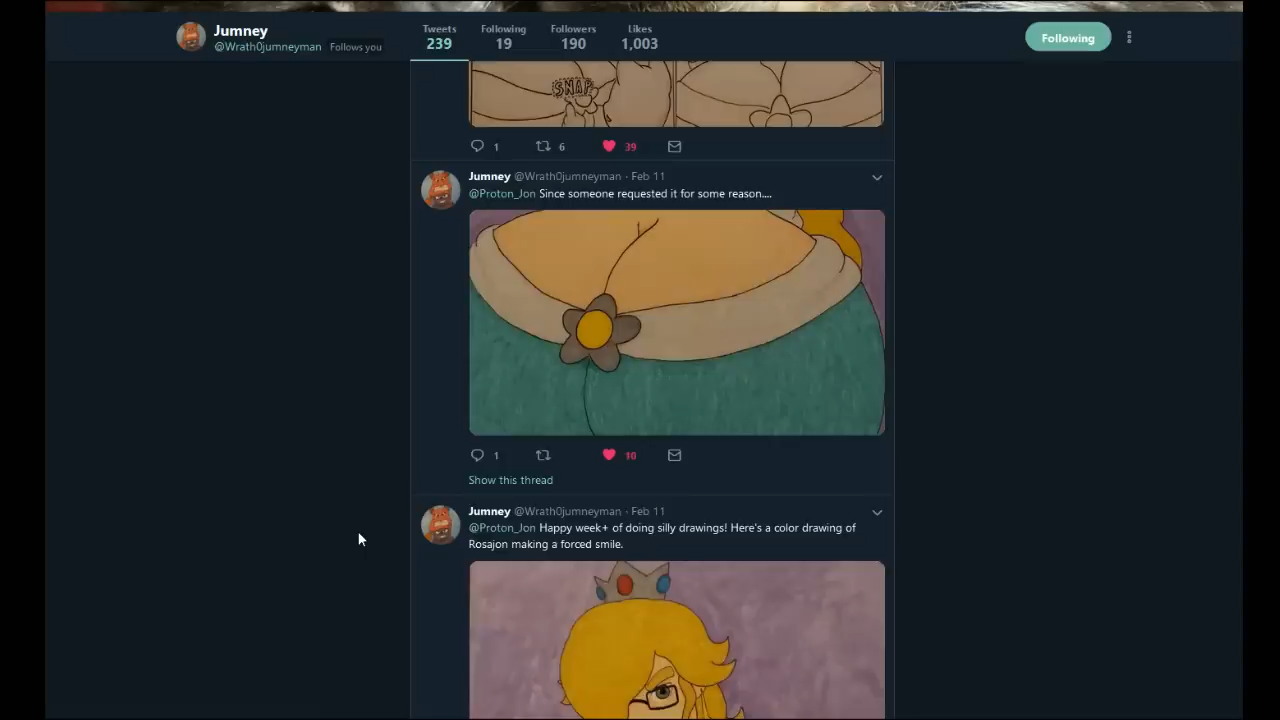 Jumney
@Wrath0jumneyman Follows you
Tweets
239
Following
19
Followers
190
Likes
1,003
Following
SNAP
1
6
39
Jumney @Wrath0jumneyman · Feb 11
@Proton_Jon Since someone requested it for some reason....
1
10
Show this thread
Jumney @Wrath0jumneyman · Feb 11
@Proton_Jon Happy week+ of doing silly drawings! Here's a color drawing of
Rosajon making a forced smile.